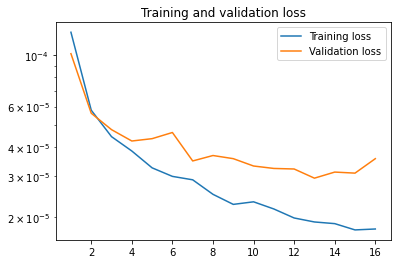 Training and validation loss
Training loss
Validation loss
10⁻⁴
6 × 10⁻⁵
4 × 10⁻⁵
3 × 10⁻⁵
2 × 10⁻⁵
2 4 6 8 10 12 14 16